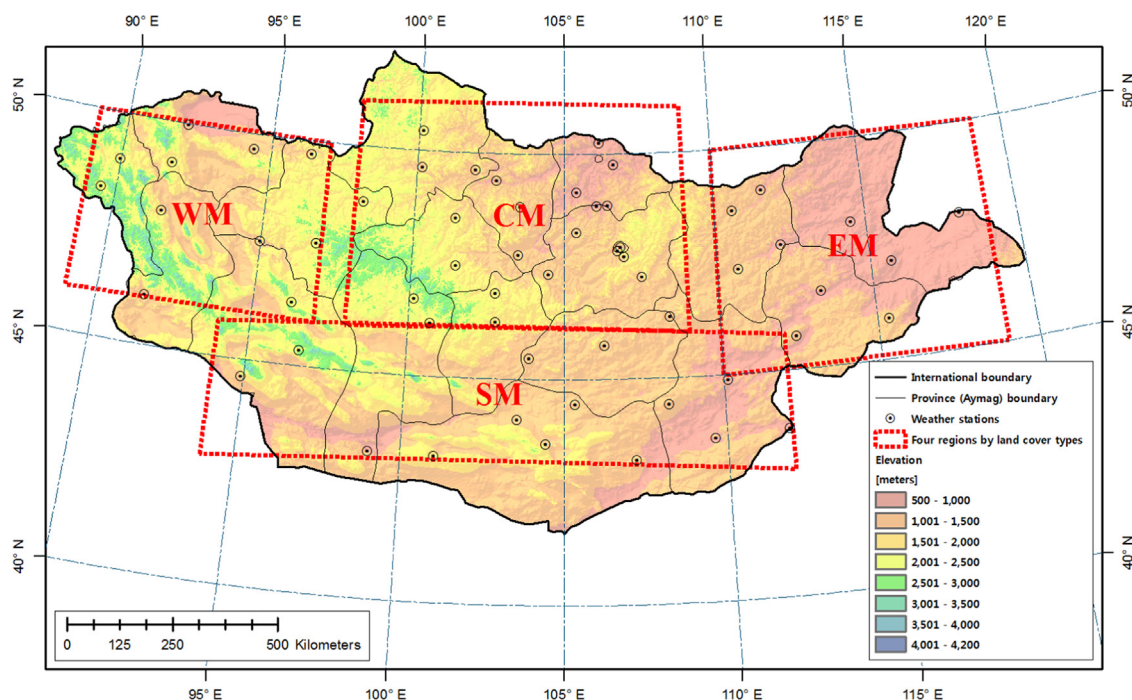 90° E 95° E 100° E 105° E 110° E 115° E 120° E
50° N 50° N
WM CM EM
45° N 45° N
SM
International boundary
Province (Aymag) boundary
Weather stations
Four regions by land cover types
Elevation
[meters]
500 - 1,000
1,001 - 1,500
1,501 - 2,000
2,001 - 2,500
2,501 - 3,000
3,001 - 3,500
3,501 - 4,000
4,001 - 4,200
40° N 40° N
0 125 250 500 Kilometers
95° E 100° E 105° E 110° E 115° E